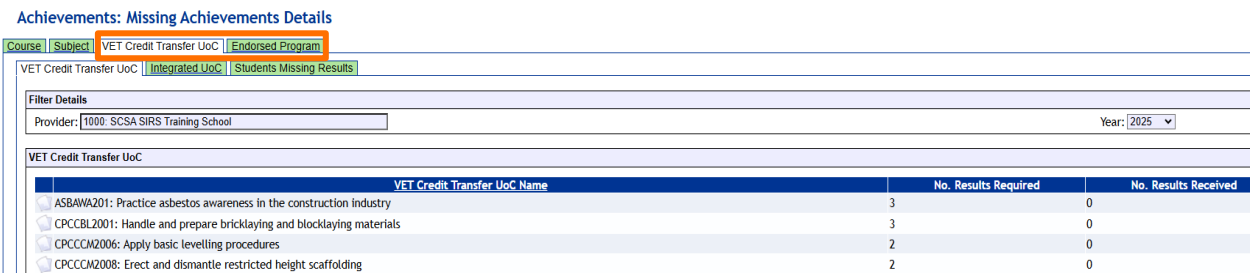 Achievements: Missing Achievements Details
Course Subject VET Credit Transfer UoC Endorsed Program
VET Credit Transfer UoC Integrated UoC Students Missing Results
Filter Details
Provider: 1000: SCSA SIRS Training School Year: 2025
VET Credit Transfer UoC
VET Credit Transfer UoC Name No. Results Required No. Results Received
ASBAWA201: Practice asbestos awareness in the construction industry 3 0
CPCCBL2001: Handle and prepare bricklaying and blocklaying materials 3 0
CPCCCM2006: Apply basic levelling procedures 2 0
CPCCCM2008: Erect and dismantle restricted height scaffolding 2 0